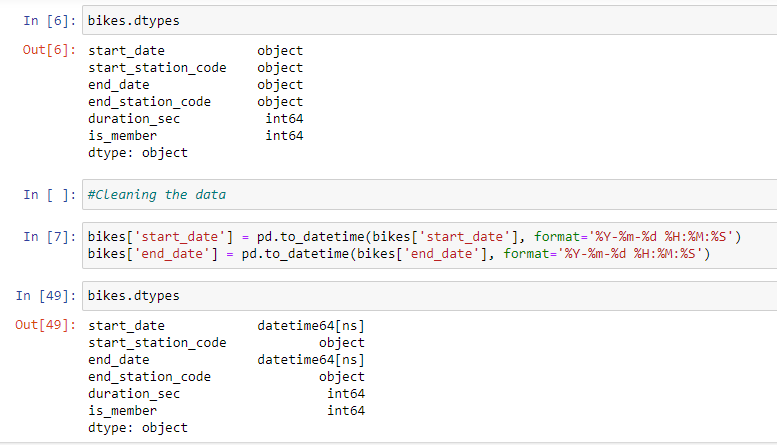 In [6]: bikes.dtypes
Out[6]: start_date object
start_station_code object
end_date object
end_station_code object
duration_sec int64
is_member int64
dtype: object
In [ ]: #Cleaning the data
In [7]: bikes['start_date'] = pd.to_datetime(bikes['start_date'], format='%Y-%m-%d %H:%M:%S')
bikes['end_date'] = pd.to_datetime(bikes['end_date'], format='%Y-%m-%d %H:%M:%S')
In [49]: bikes.dtypes
Out[49]: start_date datetime64[ns]
start_station_code object
end_date datetime64[ns]
end_station_code object
duration_sec int64
is_member int64
dtype: object